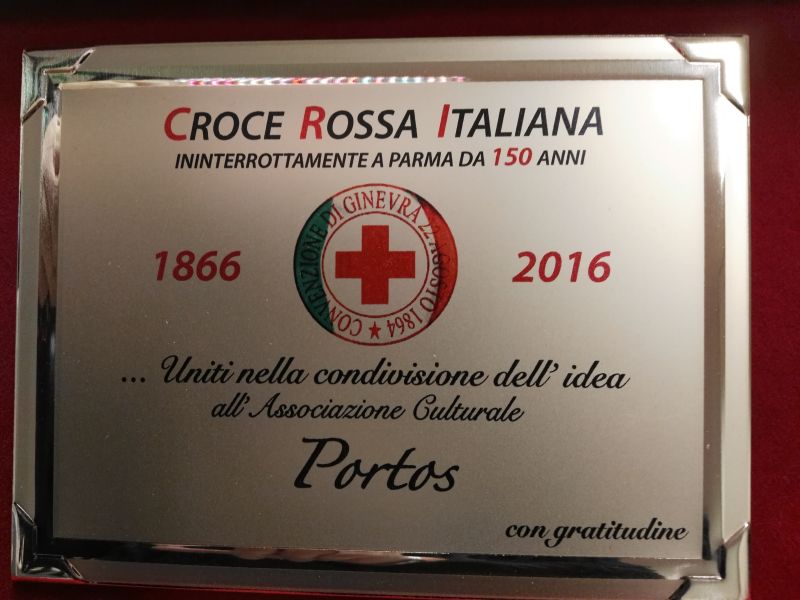 CROCE ROSSA ITALIANA
ININTERROTTAMENTE A PARMA DA 150 ANNI
CONVENZIONE DI GINEVRA 22 AGOSTO 1864
1866 2016
... Uniti nella condivisione dell' idea
all' Associazione Culturale
Portos
con gratitudine